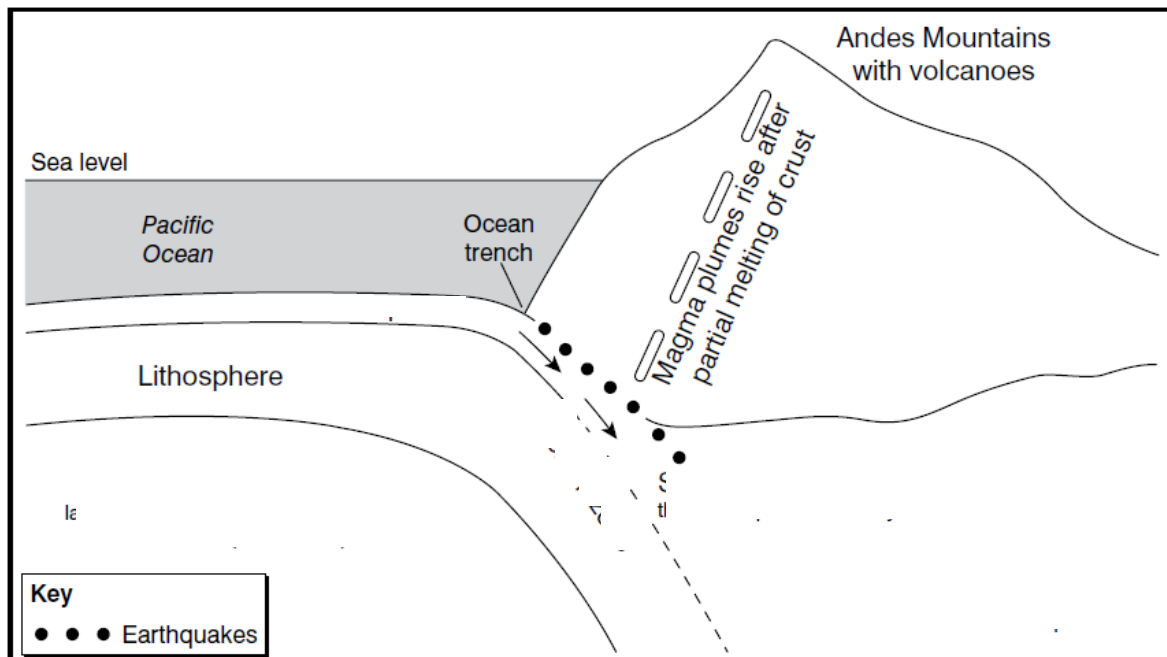 Andes Mountains
with volcanoes
Sea level
Pacific
Ocean
Ocean
trench
Magma plumes rise after
partial melting of crust
Lithosphere
Key
Earthquakes